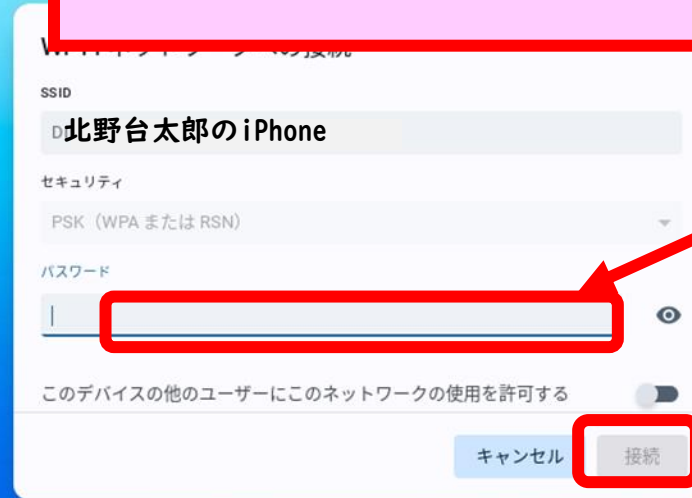 SSID
北野台太郎のiPhone
セキュリティ
PSK（WPA または RSN）
パスワード
このデバイスの他のユーザーにこのネットワークの使用を許可する
キャンセル
接続